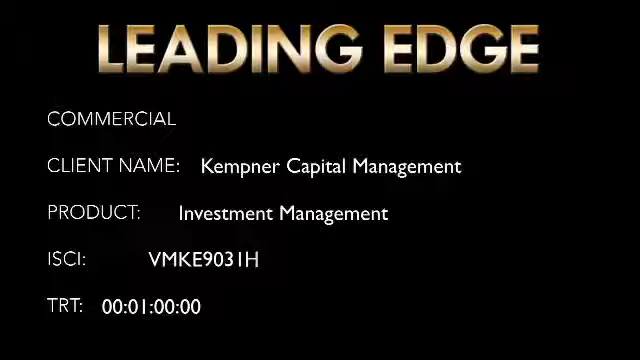 LEADING EDGE
COMMERCIAL
CLIENT NAME: Kempner Capital Management
PRODUCT: Investment Management
ISCI: VMKE9031H
TRT: 00:01:00:00